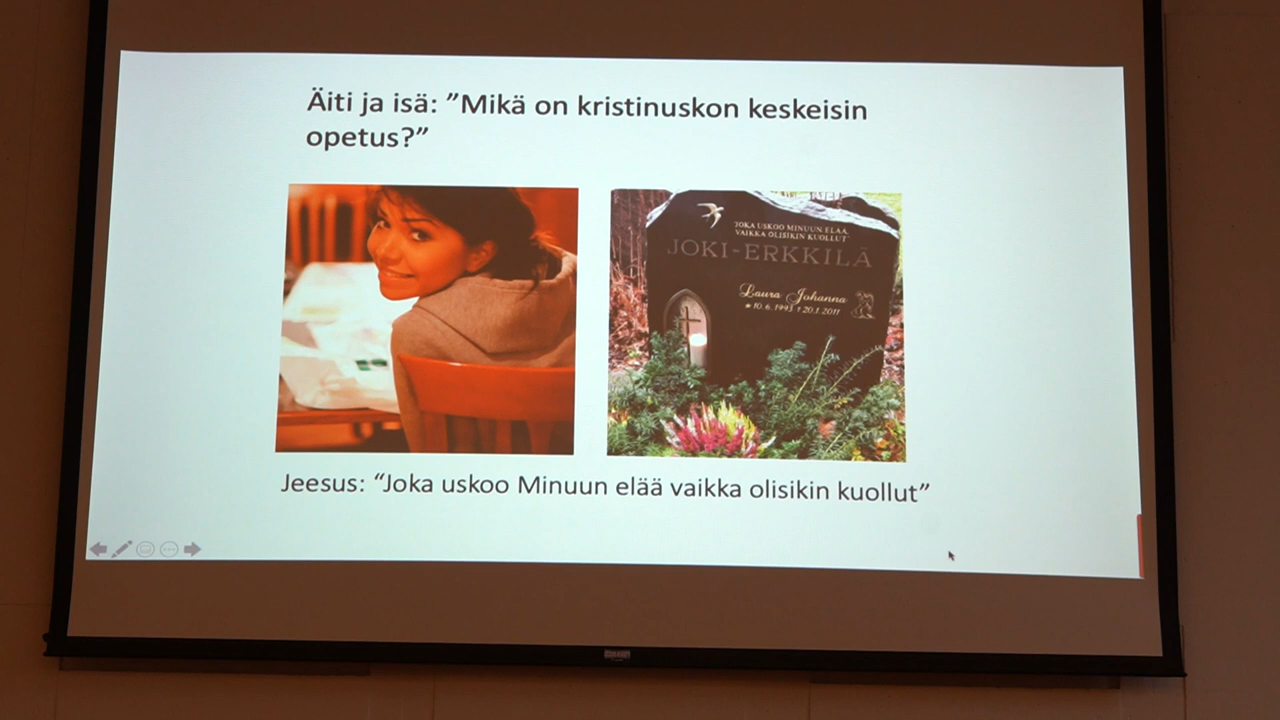 Äiti ja isä: ”Mikä on kristinuskon keskeisin
opetus?”
"JOKA USKOO MINUUN ELÄÄ,
VAIKKA OLISIKIN KUOLLUT"
JOKI-ERKKILÄ
Laura Johanna
* 10.6.1993 † 20.1.2011
Jeesus: “Joka uskoo Minuun elää vaikka olisikin kuollut”